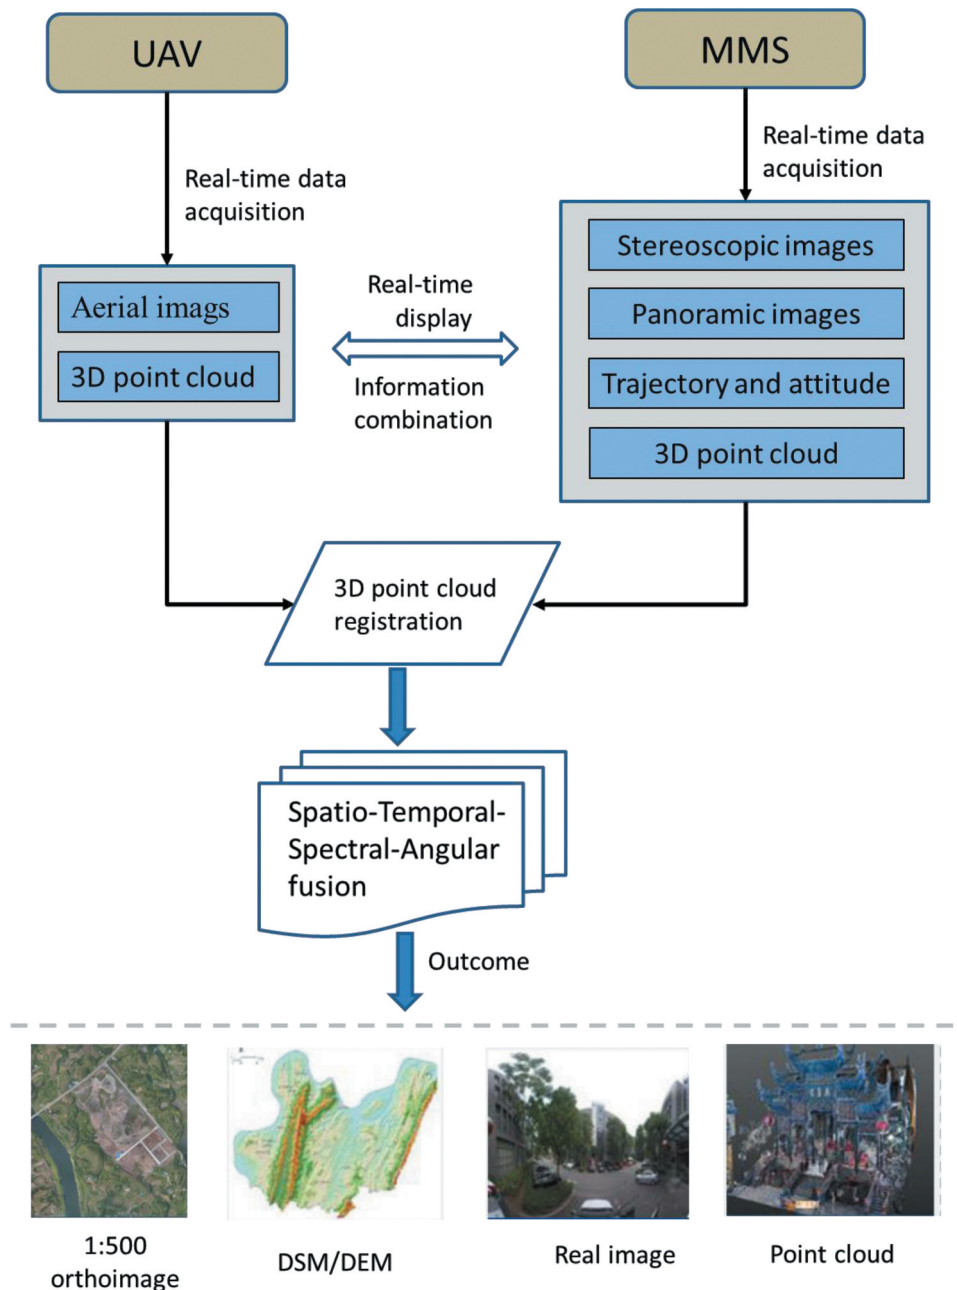 UAV
MMS
Real-time data
acquisition
Real-time data
acquisition
Aerial imags
3D point cloud
Real-time
display
Information
combination
Stereoscopic images
Panoramic images
Trajectory and attitude
3D point cloud
3D point cloud
registration
Spatio-Temporal-
Spectral-Angular
fusion
Outcome
1:500
orthoimage
DSM/DEM
Real image
Point cloud